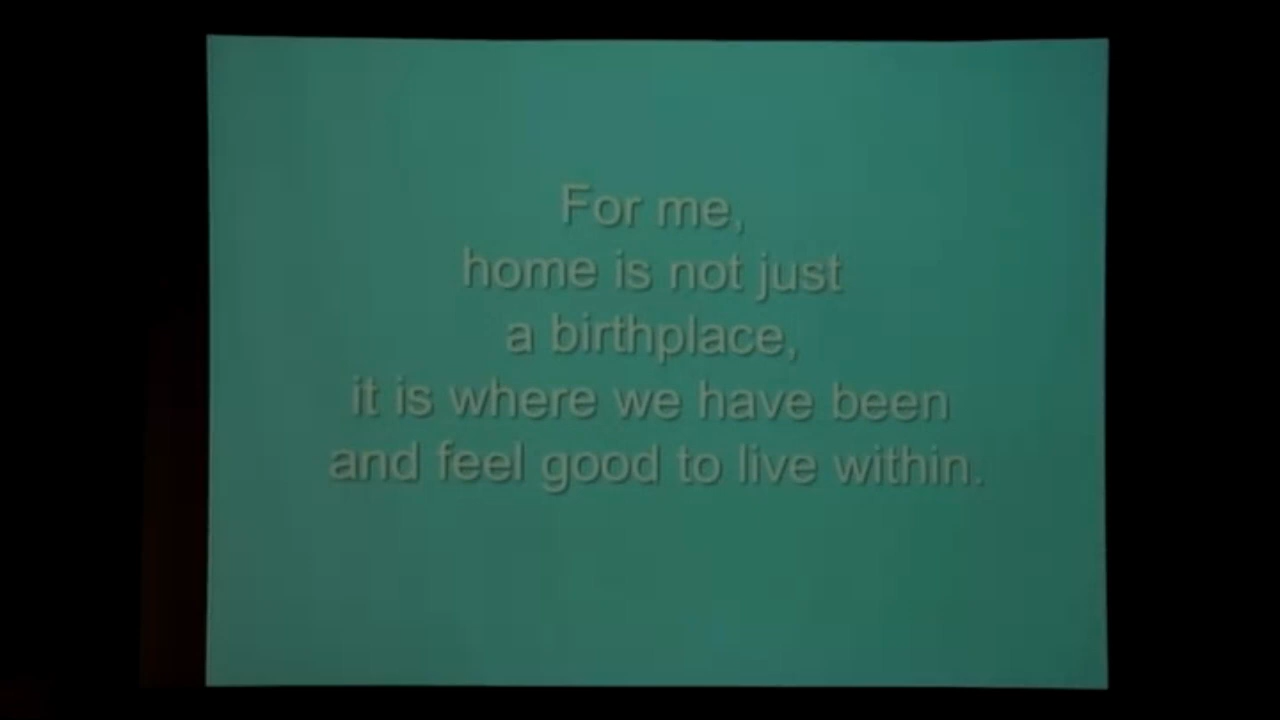 For me,
home is not just
a birthplace,
it is where we have been
and feel good to live within.